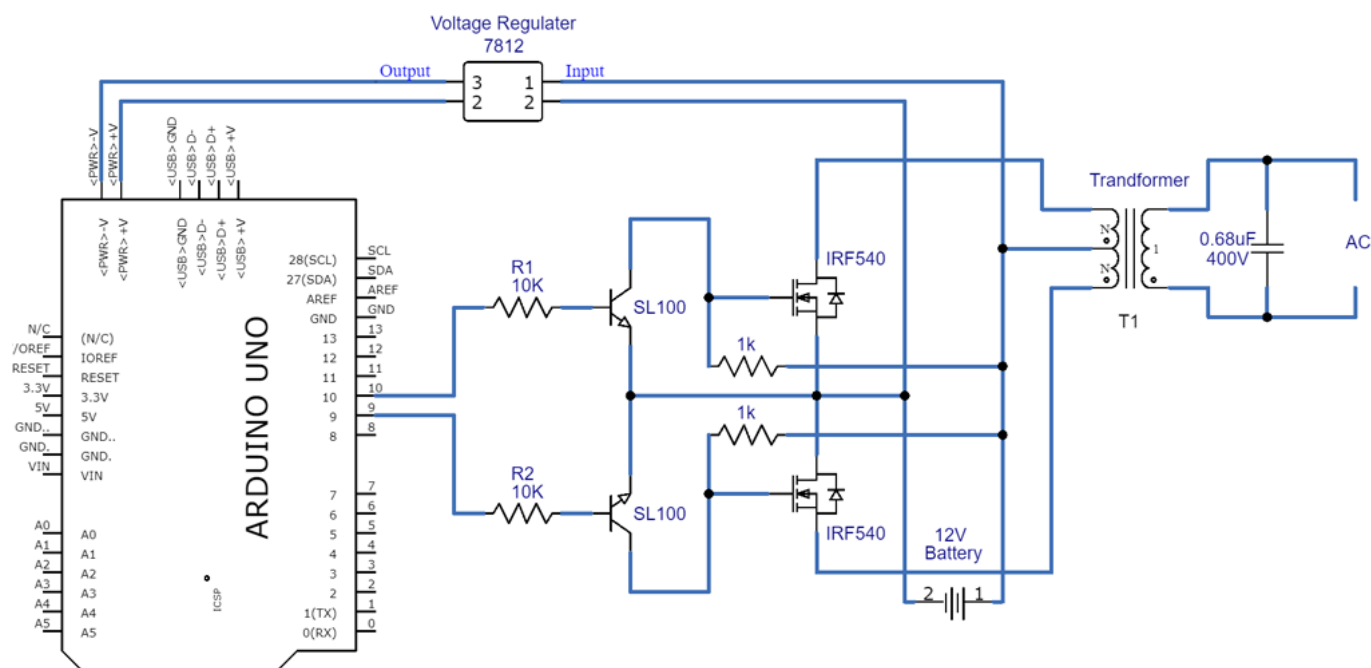 Voltage Regulater
7812
Output
3
1
Input
2
2
<PWR>-V
<PWR>+V
<USB>GND
<USB>D-
<USB>D+
<USB>+V
<PWR>-V
<PWR>+V
<USB>GND
<USB>D-
<USB>D+
<USB>+V
ARDUINO UNO
28(SCL)
SCL
27(SDA)
SDA
AREF
AREF
GND
GND
13
13
12
12
11
11
10
10
9
9
8
8
7
7
6
6
5
5
4
4
3
3
2
2
1(TX)
1
0(RX)
0
N/C
(N/C)
/OREF
IOREF
RESET
RESET
3.3V
3.3V
5V
5V
GND..
GND..
GND.
GND.
VIN
VIN
A0
A0
A1
A1
A2
A2
A3
A3
A4
A4
A5
A5
ICSP
R1
10K
SL100
R2
10K
SL100
IRF540
1k
1k
IRF540
12V
Battery
2
1
Trandformer
N
N
1
T1
0.68uF
400V
AC